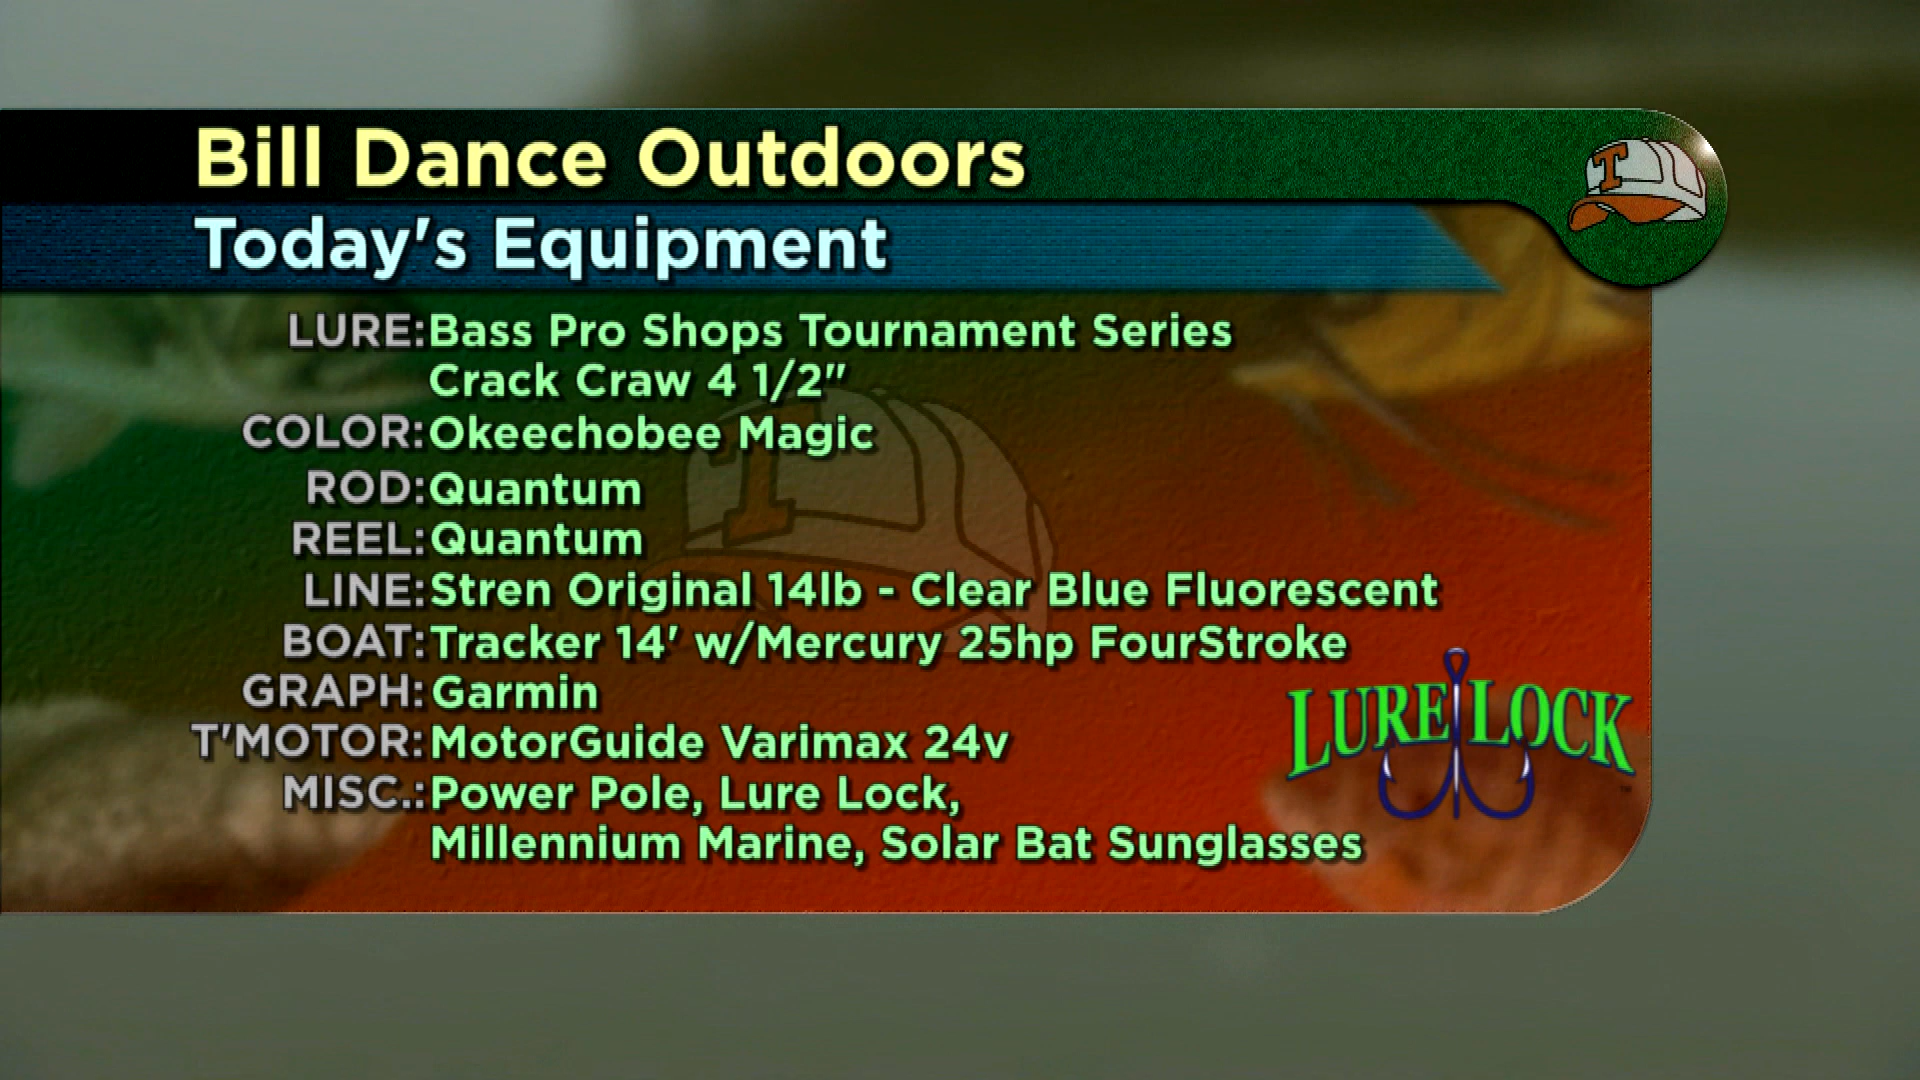 Bill Dance Outdoors
T
Today's Equipment
LURE: Bass Pro Shops Tournament Series
Crack Craw 4 1/2"
COLOR: Okeechobee Magic
T
ROD: Quantum
REEL: Quantum
LINE: Stren Original 14lb - Clear Blue Fluorescent
BOAT: Tracker 14' w/Mercury 25hp FourStroke
GRAPH: Garmin
LURE LOCK
T'MOTOR: MotorGuide Varimax 24v
MISC.: Power Pole, Lure Lock,
TM
Millennium Marine, Solar Bat Sunglasses